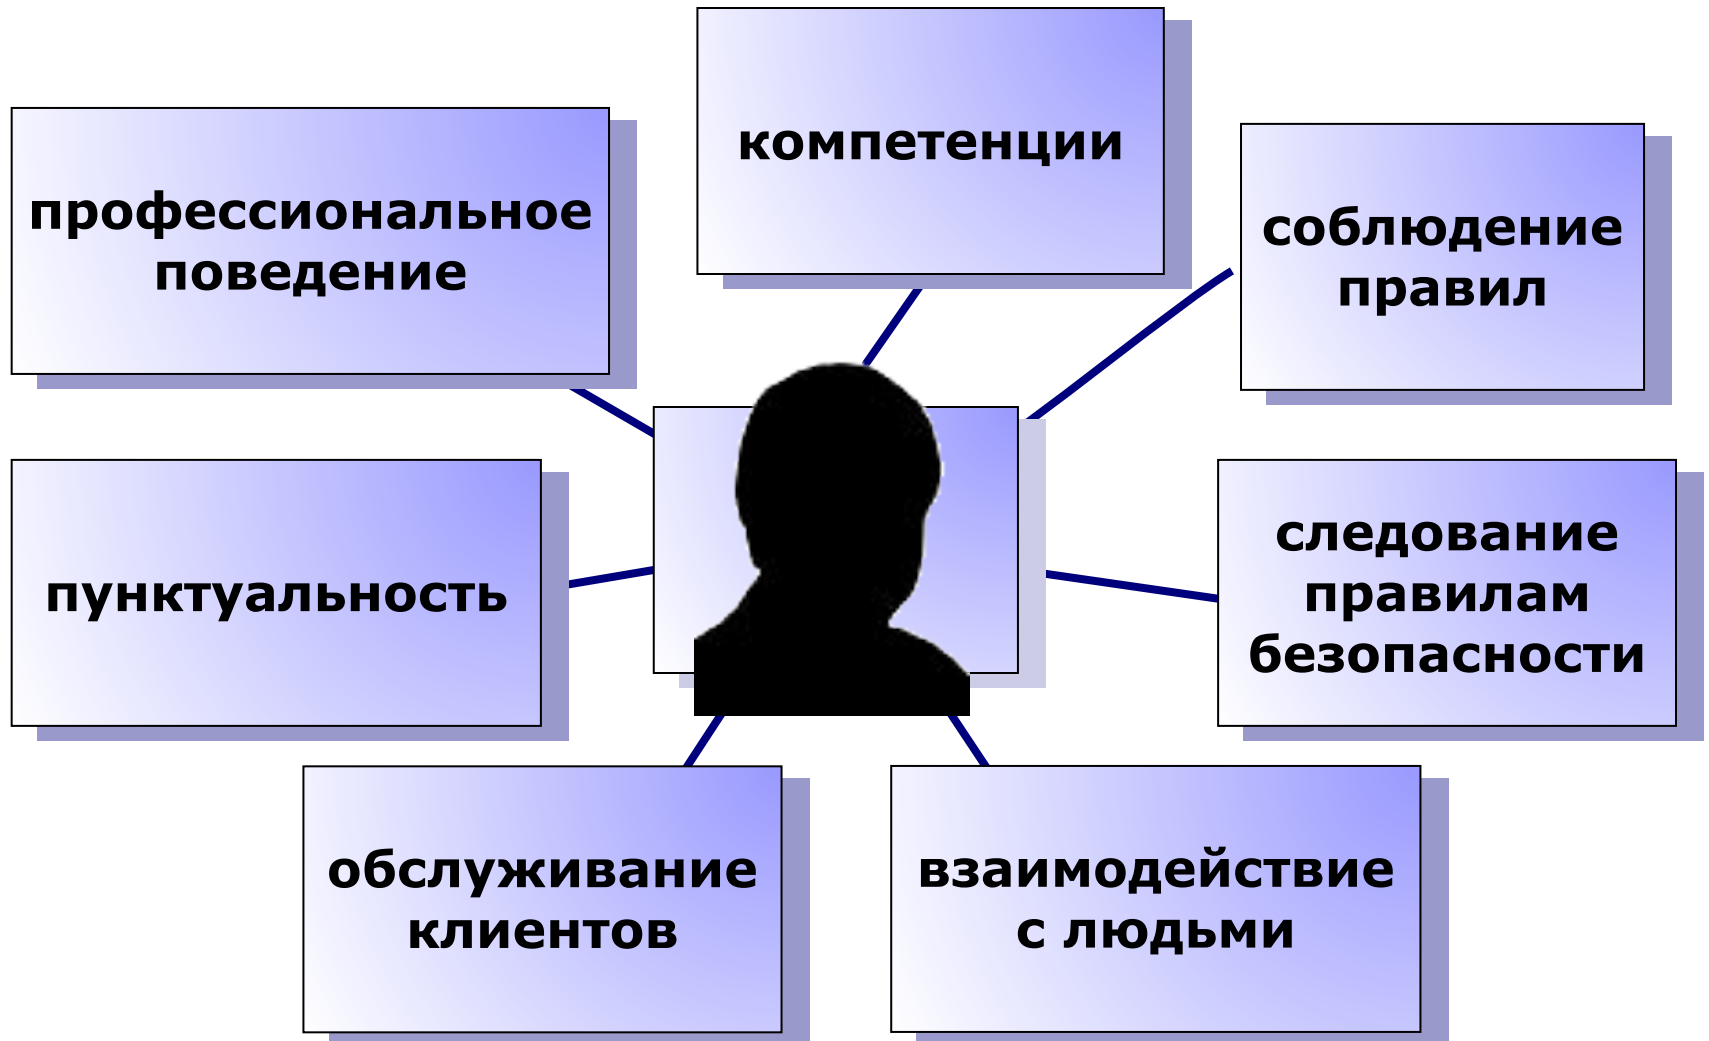 компетенции
профессиональное
поведение
соблюдение
правил
пунктуальность
следование
правилам
безопасности
обслуживание
клиентов
взаимодействие
с людьми